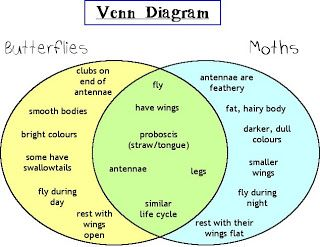 Venn Diagram
Butterflies
Moths
clubs on
end of
antennae
smooth bodies
bright colours
some have
swallowtails
fly during
day
rest with
wings
open
fly
have wings
proboscis
(straw/tongue)
antennae
legs
similar
life cycle
antennae are
feathery
fat, hairy body
darker, dull
colours
smaller
wings
fly during
night
rest with their
wings flat